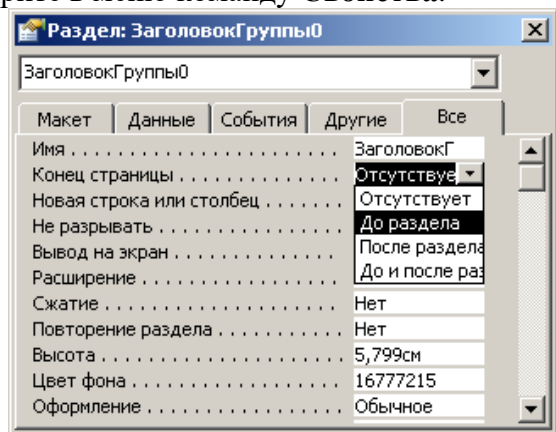 рите в меню команду Свойства.
Раздел: ЗаголовокГруппы0
ЗаголовокГруппы0
Макет Данные События Другие Все
Имя . . . . . . . . . . . . . . . . . . . . . . . . ЗаголовокГ
Конец страницы . . . . . . . . . . . . . . Отсутствуе
Новая строка или столбец . . . . . . . Отсутствует
Не разрывать . . . . . . . . . . . . . . . . До раздела
Вывод на экран . . . . . . . . . . . . . . После раздела
Расширение . . . . . . . . . . . . . . . . . До и после раз
Сжатие . . . . . . . . . . . . . . . . . . . . Нет
Повторение раздела . . . . . . . . . . . Нет
Высота . . . . . . . . . . . . . . . . . . . . 5,799см
Цвет фона . . . . . . . . . . . . . . . . . . 16777215
Оформление . . . . . . . . . . . . . . . . Обычное